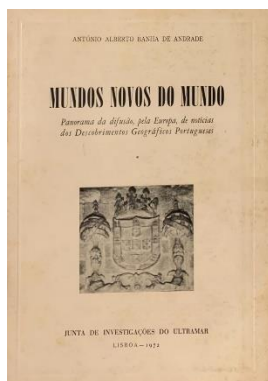 ANTÓNIO ALBERTO BANHA DE ANDRADE
MUNDOS NOVOS DO MUNDO
Panorama da difusão, pela Europa, de notícias
dos Descobrimentos Geográficos Portugueses
JUNTA DE INVESTIGAÇÕES DO ULTRAMAR
LISBOA – 1972